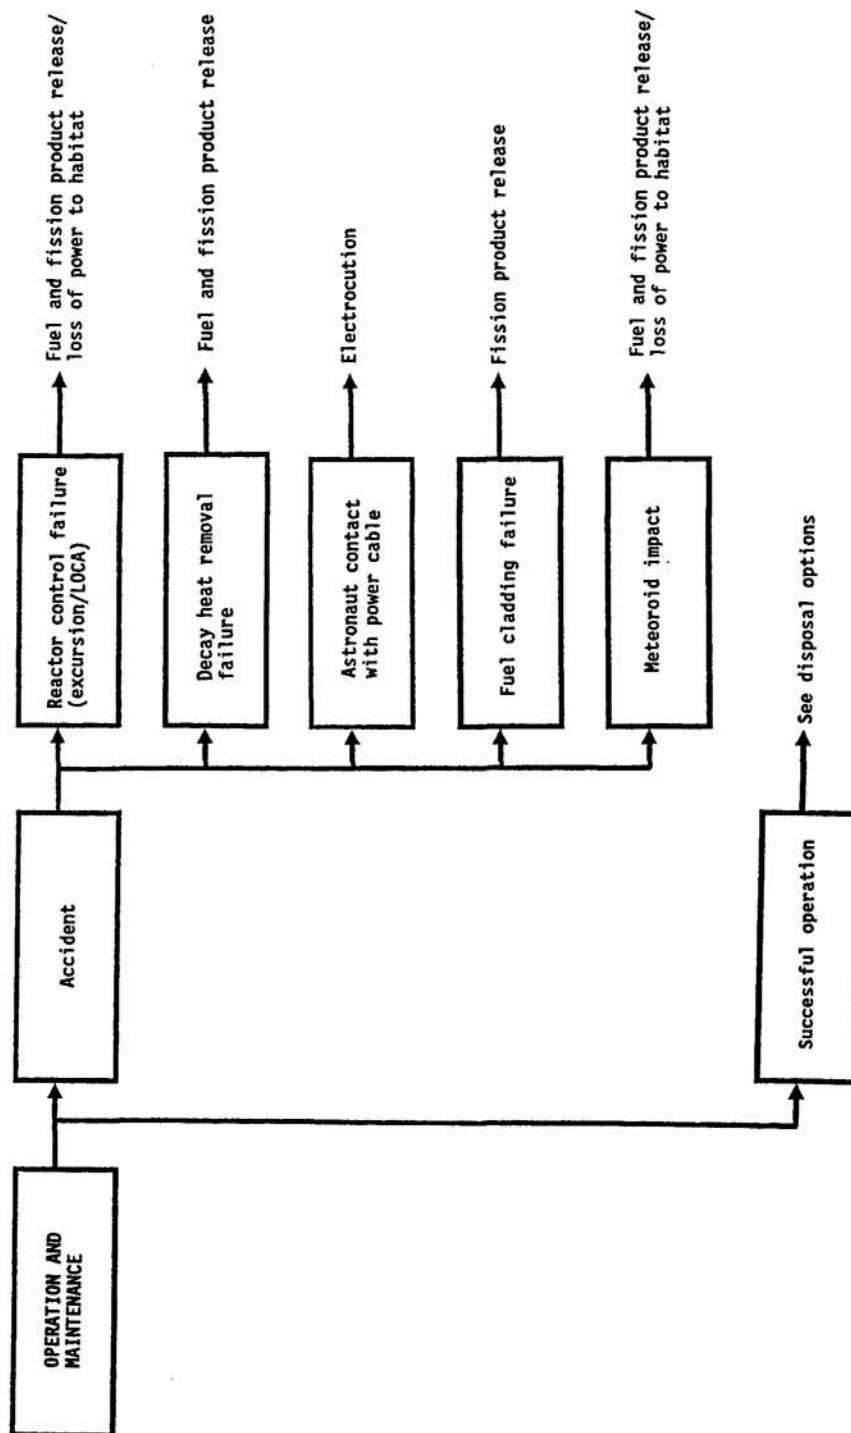 OPERATION AND
MAINTENANCE
Accident
Reactor control failure
(excursion/LOCA)
Fuel and fission product release/
loss of power to habitat
Decay heat removal
failure
Fuel and fission product release
Astronaut contact
with power cable
Electrocution
Fuel cladding failure
Fission product release
Meteoroid impact
Fuel and fission product release/
loss of power to habitat
Successful operation
See disposal options